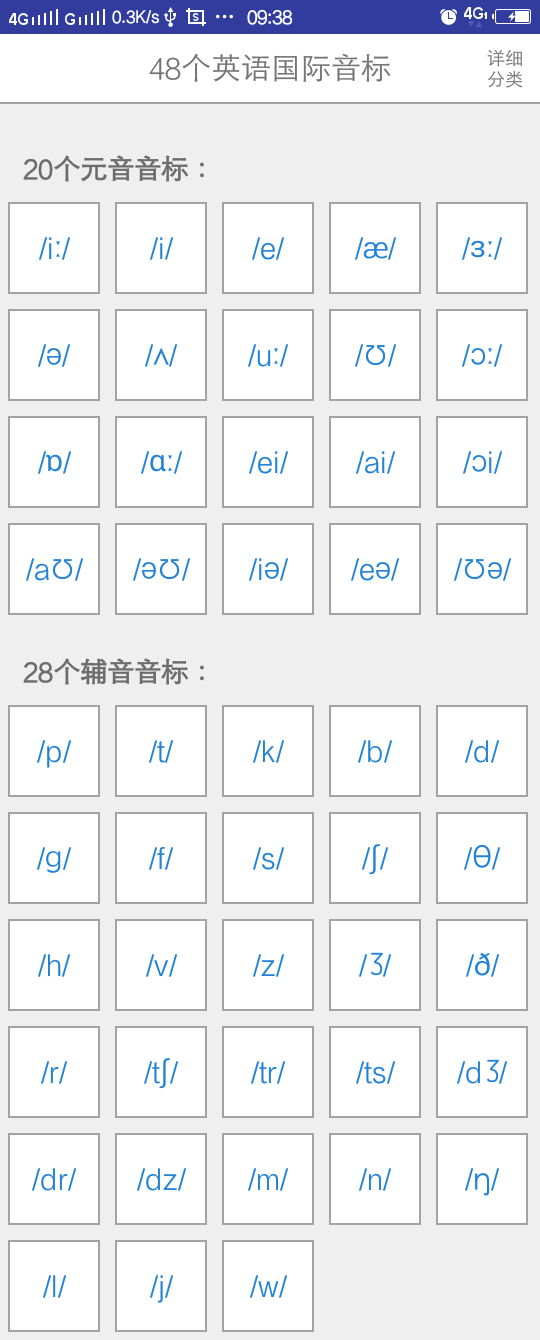 4G G 0.3K/s ··· 09:38 4G
48个英语国际音标
详细
分类
20个元音音标：
/iː/ /i/ /e/ /æ/ /ɜː/
/ə/ /ʌ/ /uː/ /Ʊ/ /ɔː/
/ɒ/ /ɑː/ /ei/ /ai/ /ɔi/
/aƱ/ /əƱ/ /iə/ /eə/ /Ʊə/
28个辅音音标：
/p/ /t/ /k/ /b/ /d/
/g/ /f/ /s/ /ʃ/ /θ/
/h/ /v/ /z/ /ʒ/ /ð/
/r/ /tʃ/ /tr/ /ts/ /dʒ/
/dr/ /dz/ /m/ /n/ /ŋ/
/l/ /j/ /w/